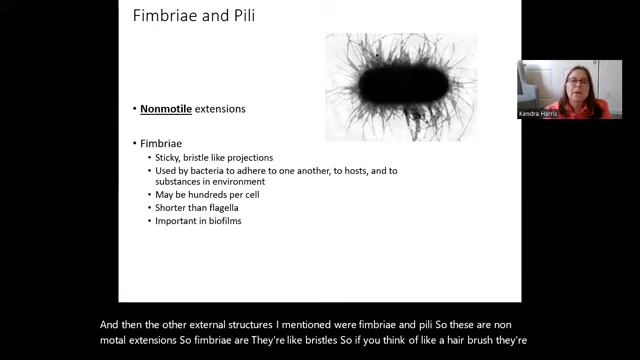 Fimbriae and Pili
• Nonmotile extensions
• Fimbriae
• Sticky, bristle like projections
• Used by bacteria to adhere to one another, to hosts, and to
substances in environment
• May be hundreds per cell
• Shorter than flagella
• Important in biofilms
Kendra Harris
And then the other external structures I mentioned were fimbriae and pili So these are non
motal extensions So fimbriae are They're like bristles So if you think of like a hair brush they're